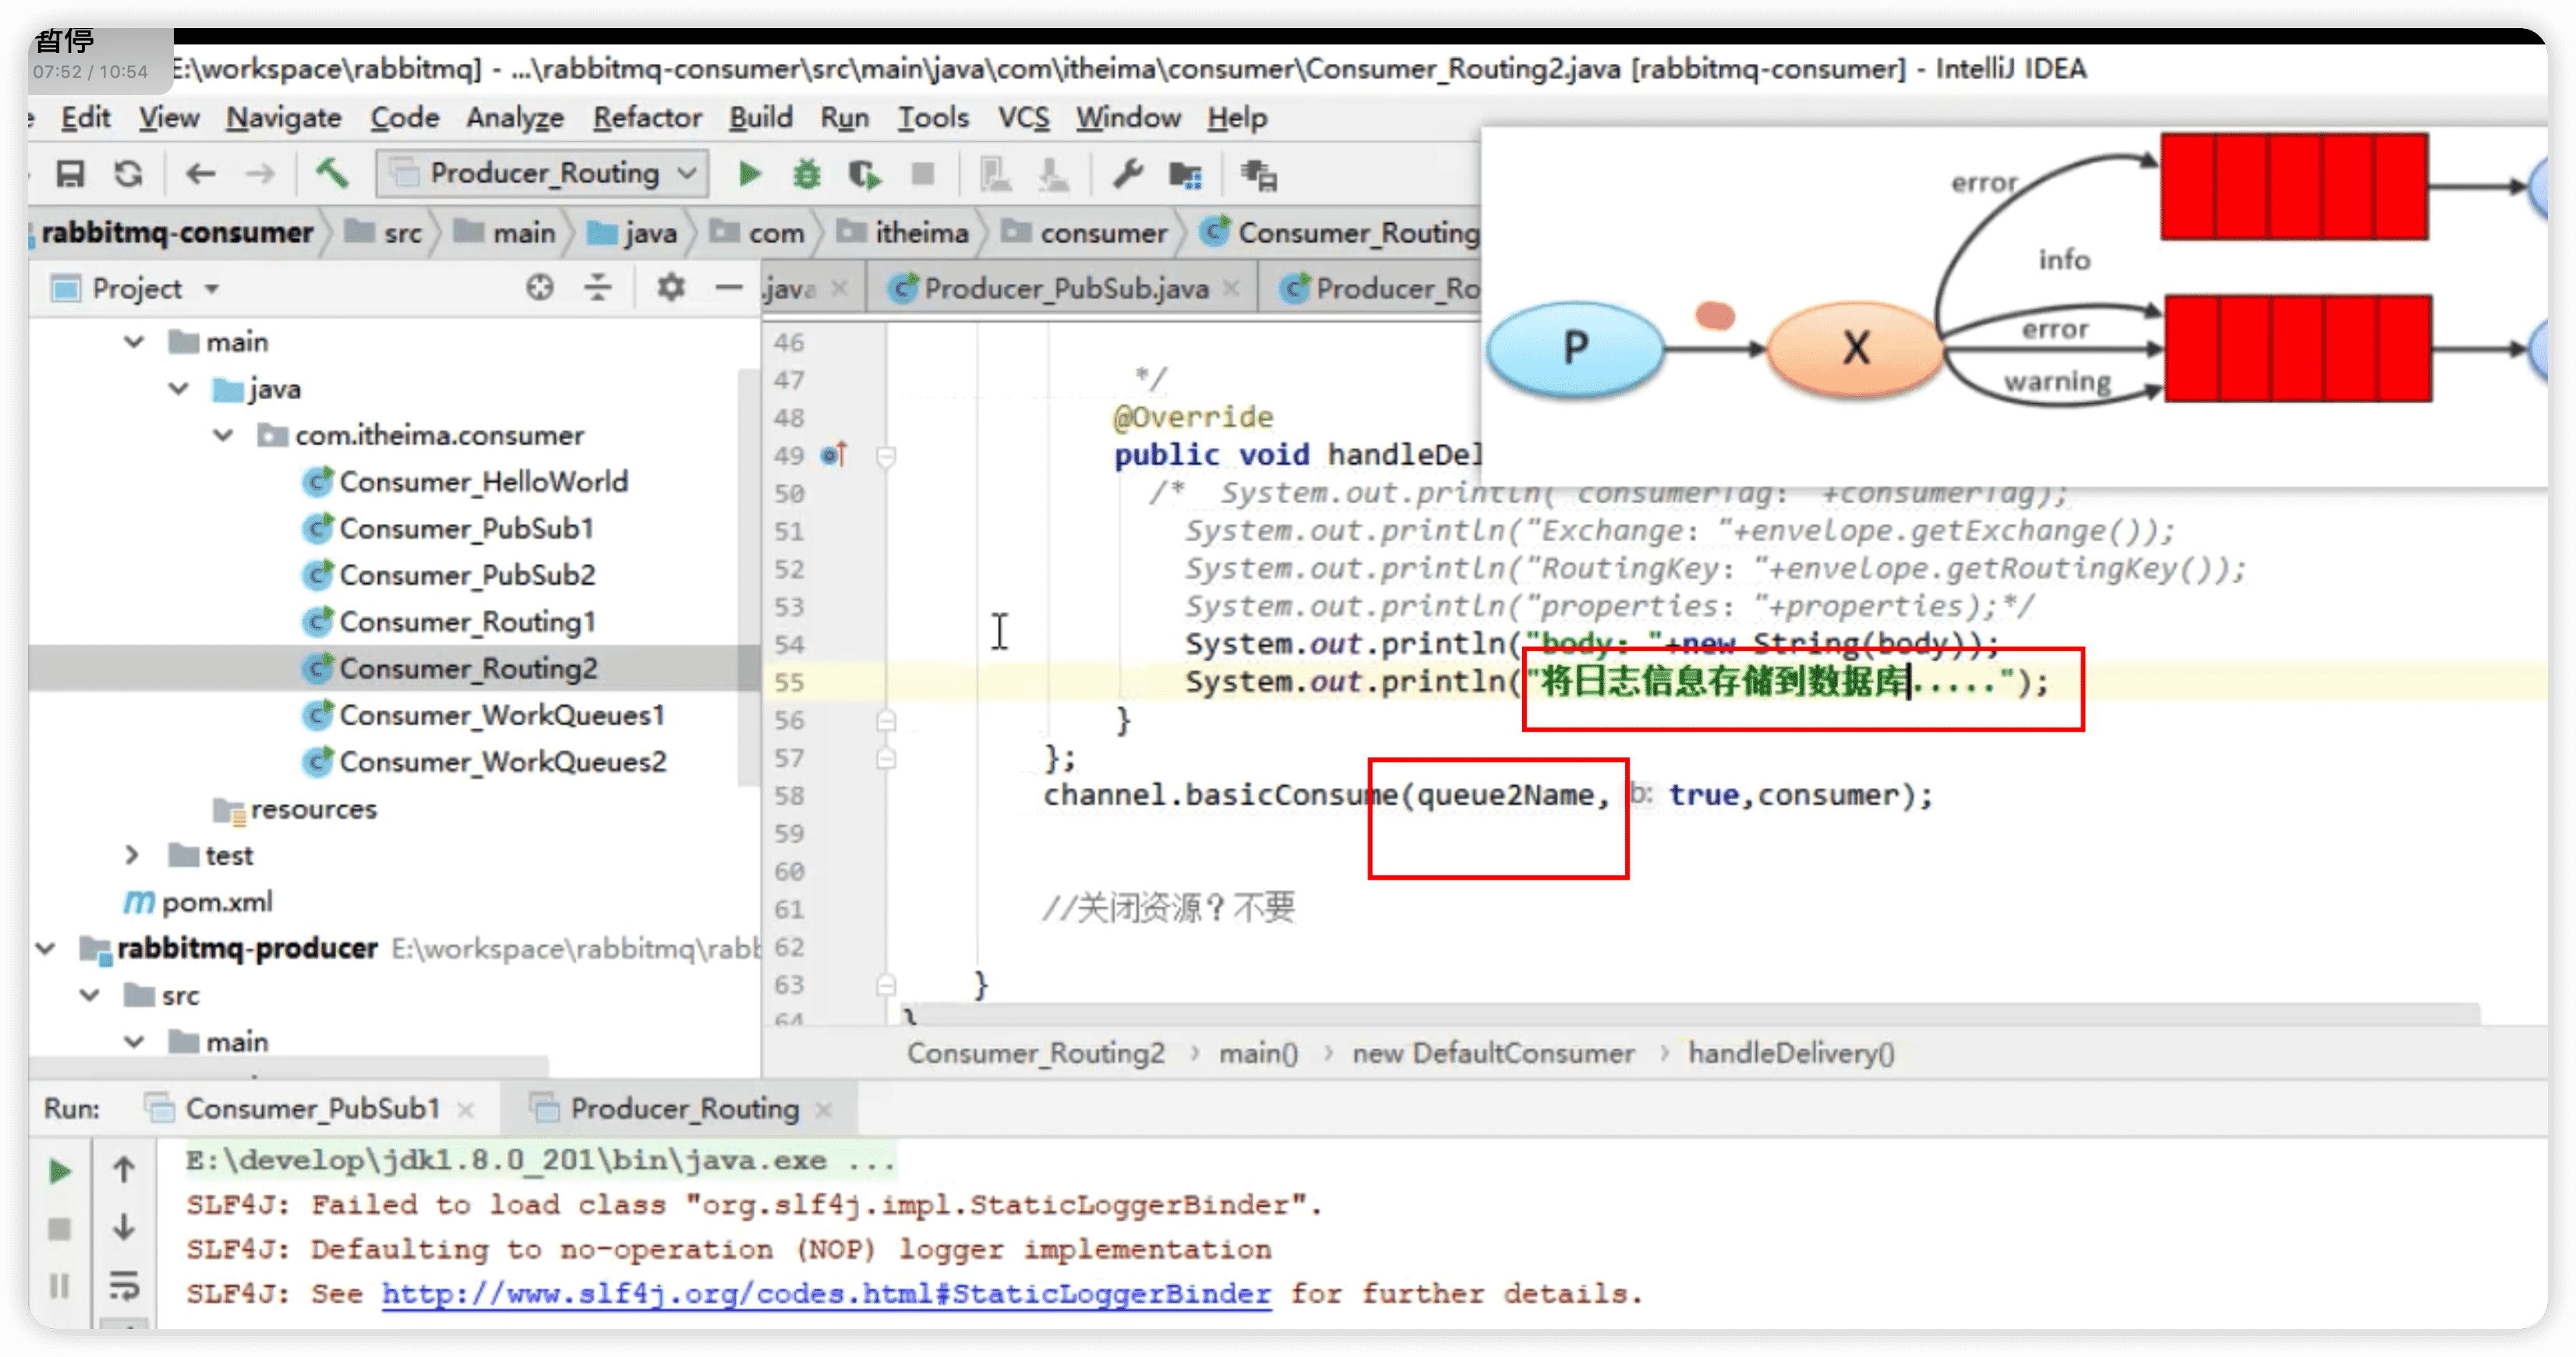 暂停
07:52 / 10:54
E:\workspace\rabbitmq] - ...\rabbitmq-consumer\src\main\java\com\itheima\consumer\Consumer_Routing2.java [rabbitmq-consumer] - IntelliJ IDEA
Edit View Navigate Code Analyze Refactor Build Run Tools VCS Window Help
Producer_Routing
rabbitmq-consumer src main java com itheima consumer Consumer_Routing
Project
.java Producer_PubSub.java Producer_Ro
error
info
P X
error
warning
main
java
com.itheima.consumer
Consumer_HelloWorld
Consumer_PubSub1
Consumer_PubSub2
Consumer_Routing1
Consumer_Routing2
Consumer_WorkQueues1
Consumer_WorkQueues2
resources
test
pom.xml
rabbitmq-producer E:\workspace\rabbitmq\rabb
src
main
46
47 */
48 @Override
49 public void handleDel
50 /* System.out.println( consumerTag: +consumerTag);
51 System.out.println("Exchange: "+envelope.getExchange());
52 System.out.println("RoutingKey: "+envelope.getRoutingKey());
53 System.out.println("properties: "+properties);*/
54 System.out.println("body: "+new String(body));
55 System.out.println("将日志信息存储到数据库.....");
56 }
57 };
58 channel.basicConsume(queue2Name, b: true,consumer);
59
60
61 //关闭资源？不要
62
63 }
64 }
Consumer_Routing2 › main() › new DefaultConsumer › handleDelivery()
Run: Consumer_PubSub1 Producer_Routing
E:\develop\jdk1.8.0_201\bin\java.exe ...
SLF4J: Failed to load class "org.slf4j.impl.StaticLoggerBinder".
SLF4J: Defaulting to no-operation (NOP) logger implementation
SLF4J: See http://www.slf4j.org/codes.html#StaticLoggerBinder for further details.